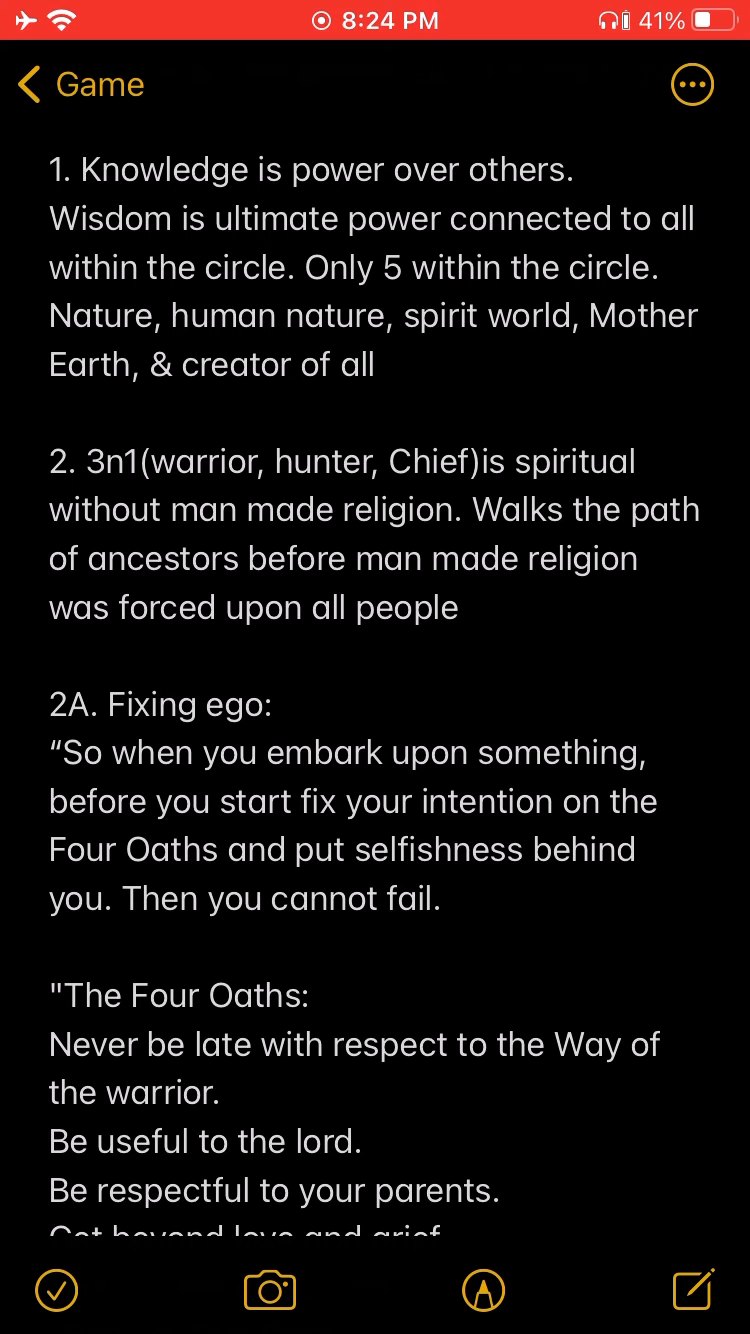 8:24 PM
41%
Game
1. Knowledge is power over others.
Wisdom is ultimate power connected to all
within the circle. Only 5 within the circle.
Nature, human nature, spirit world, Mother
Earth, & creator of all
2. 3n1(warrior, hunter, Chief)is spiritual
without man made religion. Walks the path
of ancestors before man made religion
was forced upon all people
2A. Fixing ego:
“So when you embark upon something,
before you start fix your intention on the
Four Oaths and put selfishness behind
you. Then you cannot fail.
"The Four Oaths:
Never be late with respect to the Way of
the warrior.
Be useful to the lord.
Be respectful to your parents.
Get beyond love and grief